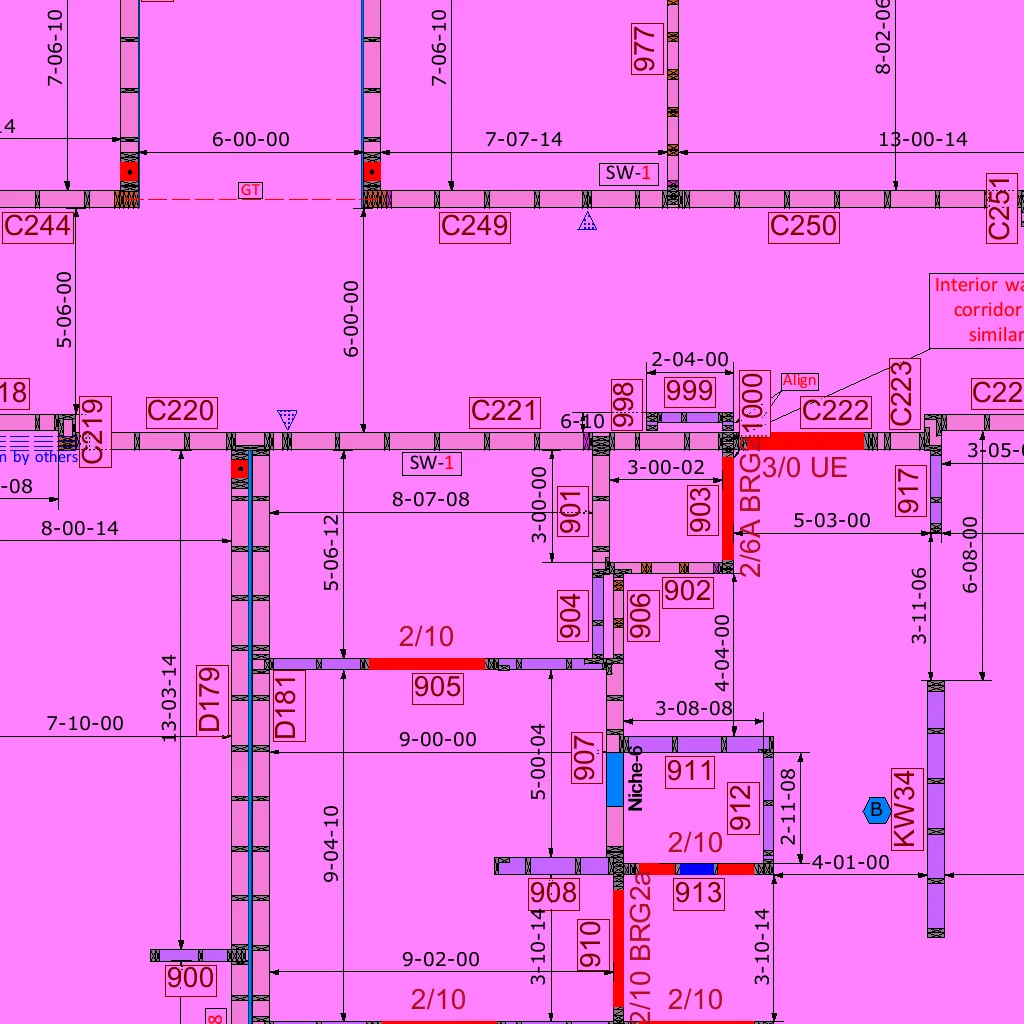 7-06-10
7-06-10
977
8-02-06
6-00-00
7-07-14
13-00-14
SW-1
GT
C244
C249
C250
C251
5-06-00
6-00-00
Interior wa
corridor
similar
2-04-00
Align
18
C219
C220
C221
998
999
1000
C222
C223
C22
6-10
m by others
SW-1
3/0 UE
3-05-0
-08
8-07-08
3-00-00
901
3-00-02
903
2/6A BRG2
917
8-00-14
5-06-12
5-03-00
904
906
902
3-11-06
6-08-00
2/10
4-04-00
905
D179
D181
13-03-14
7-10-00
3-08-08
9-00-00
5-00-04
907
Niche-6
911
912
2-11-08
B
KW34
9-04-10
2/10
4-01-00
908
913
910
2/10 BRG2a
3-10-14
3-10-14
900
9-02-00
2/10
2/10
8